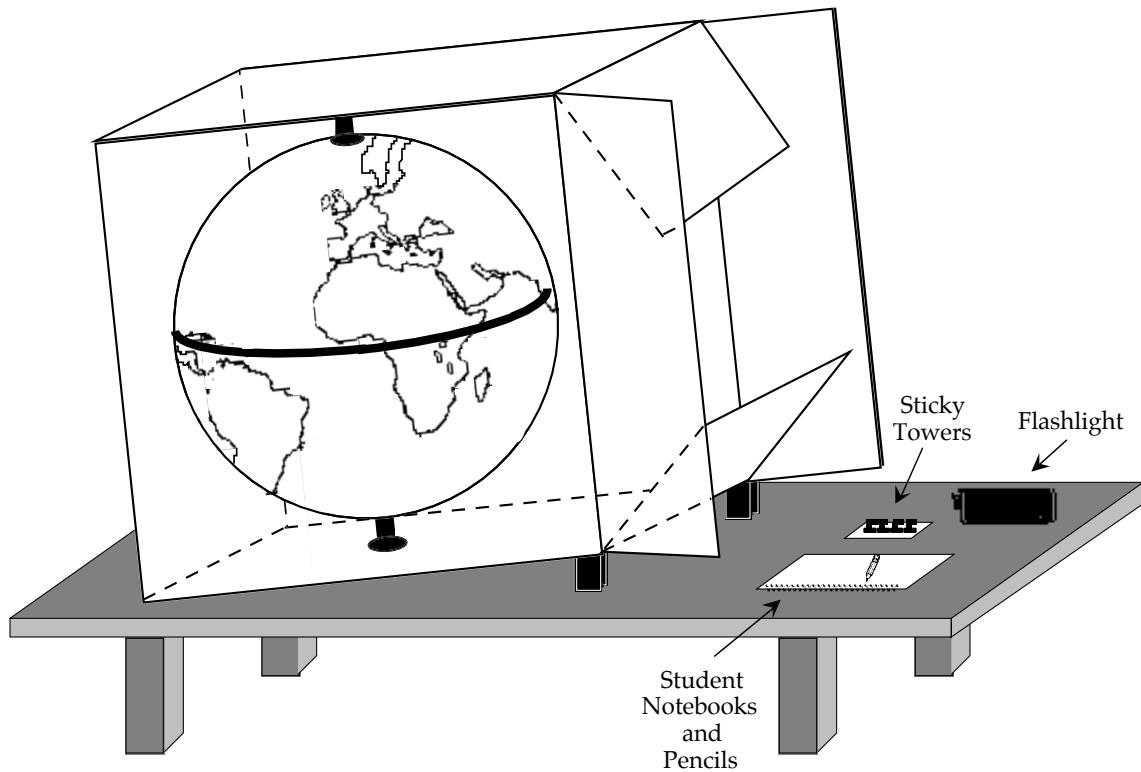 Sticky
Towers
Flashlight
Student
Notebooks
and
Pencils